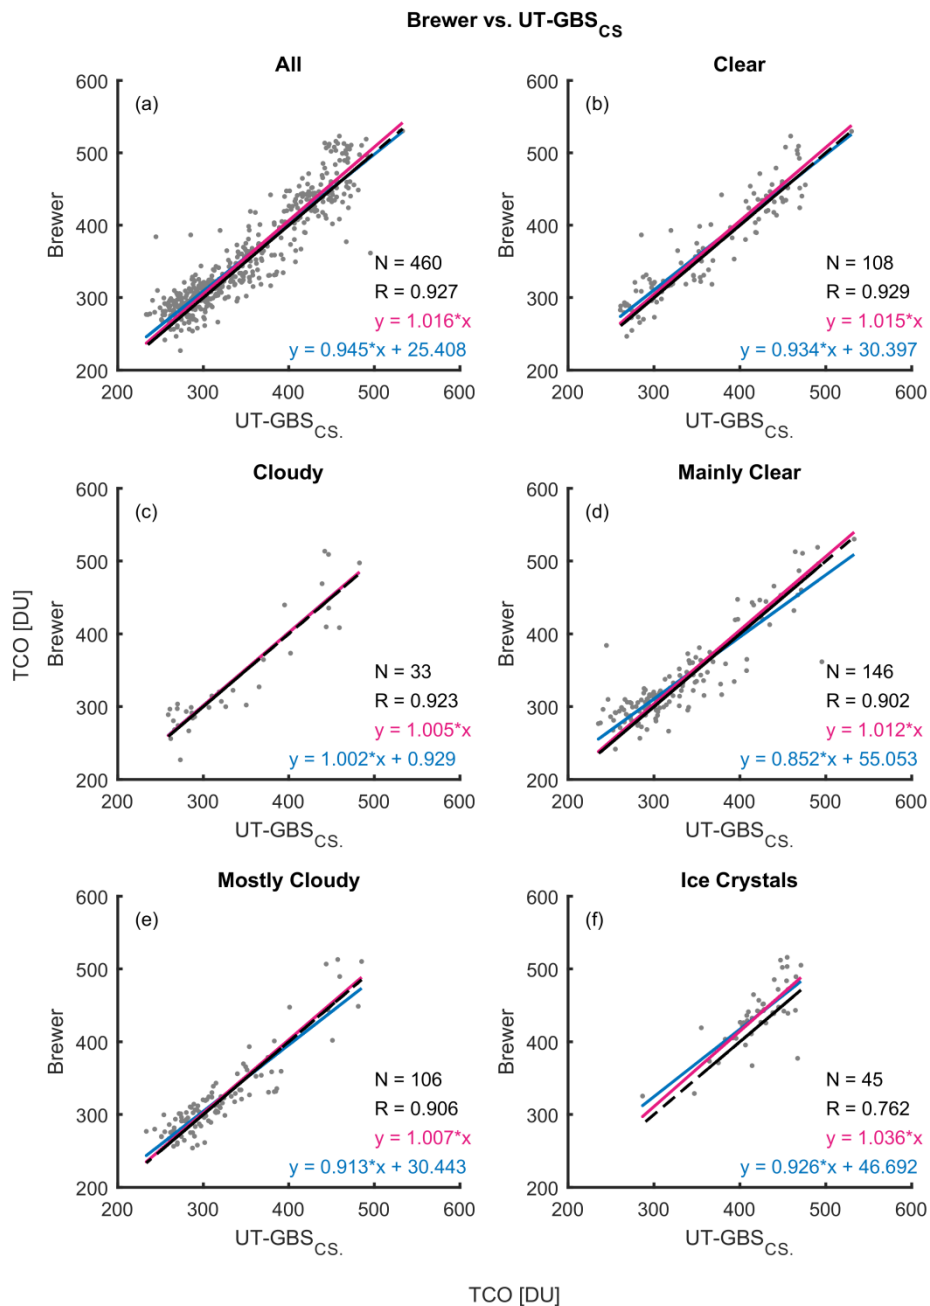 Brewer vs. UT-GBS_CS
All
(a)
600
500
400
300
200
Brewer
N = 460
R = 0.927
y = 1.016*x
y = 0.945*x + 25.408
200 300 400 500 600
UT-GBS_CS.
Clear
(b)
600
500
400
300
200
Brewer
N = 108
R = 0.929
y = 1.015*x
y = 0.934*x + 30.397
200 300 400 500 600
UT-GBS_CS.
TCO [DU]
Cloudy
(c)
600
500
400
300
200
Brewer
N = 33
R = 0.923
y = 1.005*x
y = 1.002*x + 0.929
200 300 400 500 600
UT-GBS_CS.
Mainly Clear
(d)
600
500
400
300
200
Brewer
N = 146
R = 0.902
y = 1.012*x
y = 0.852*x + 55.053
200 300 400 500 600
UT-GBS_CS.
Mostly Cloudy
(e)
600
500
400
300
200
Brewer
N = 106
R = 0.906
y = 1.007*x
y = 0.913*x + 30.443
200 300 400 500 600
UT-GBS_CS.
Ice Crystals
(f)
600
500
400
300
200
Brewer
N = 45
R = 0.762
y = 1.036*x
y = 0.926*x + 46.692
200 300 400 500 600
UT-GBS_CS.
TCO [DU]